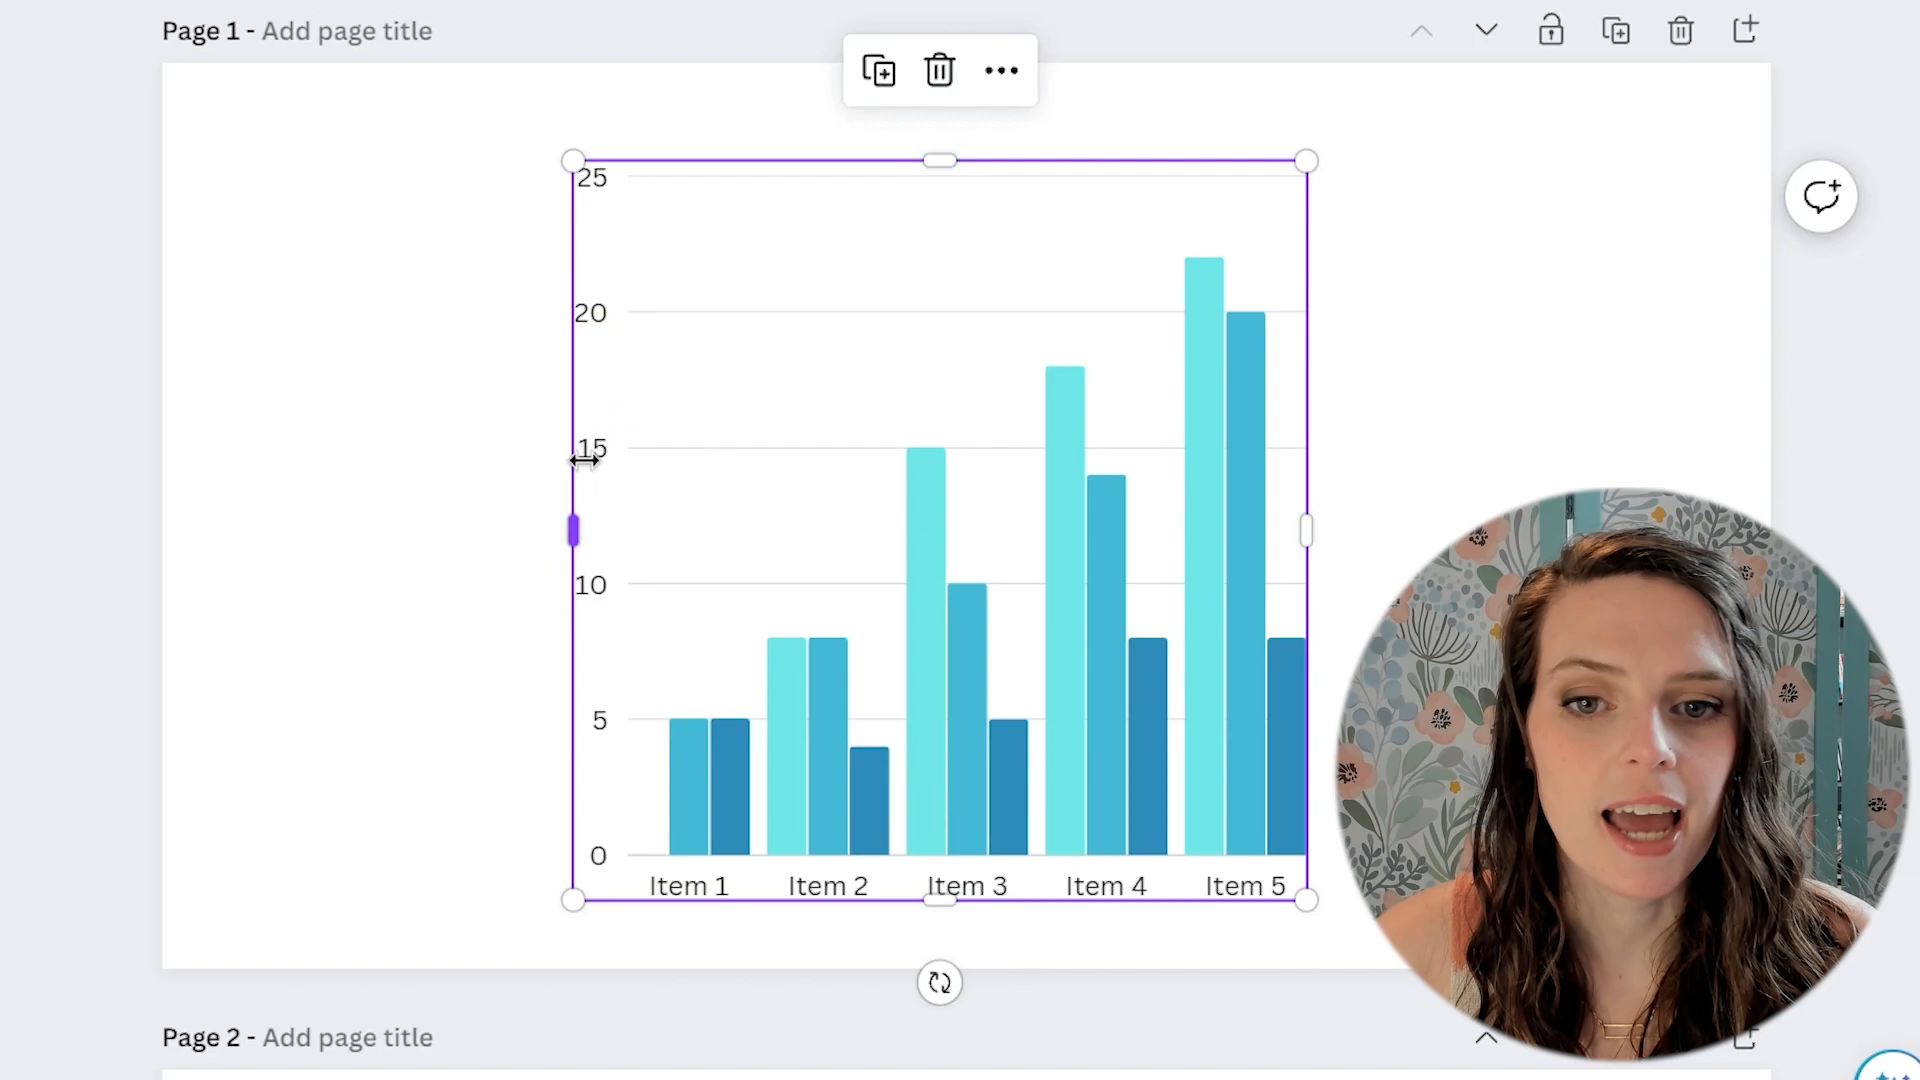 Page 1 - Add page title
25
20
15
10
5
0
Item 1 Item 2 Item 3 Item 4 Item 5
Page 2 - Add page title